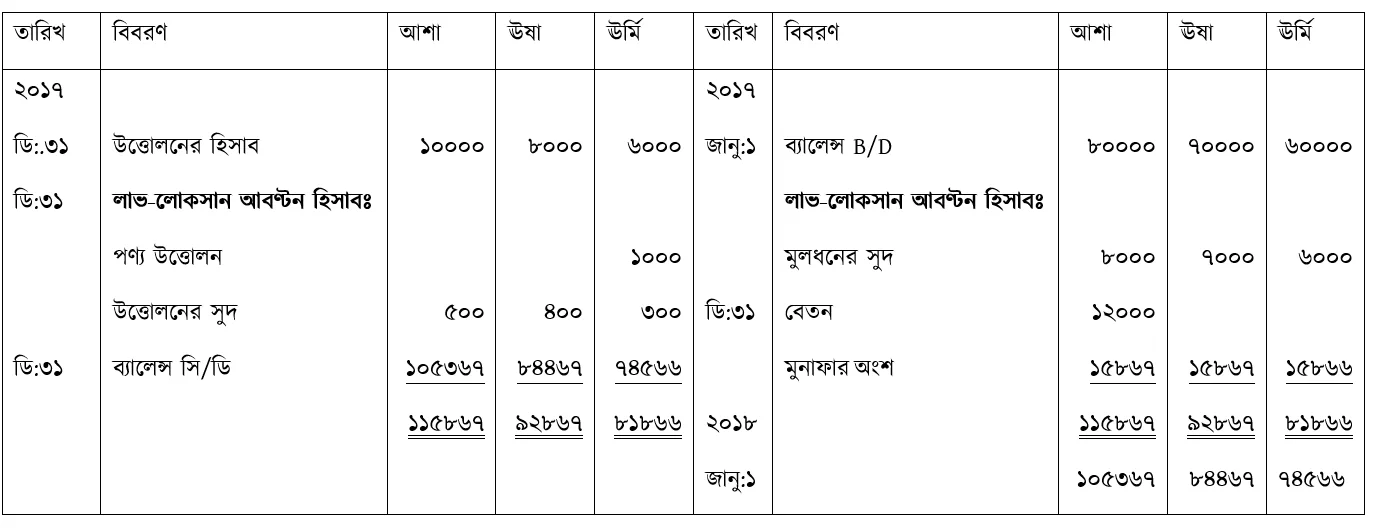 তারিখ বিবরণ আশা ঊষা ঊর্মি তারিখ বিবরণ আশা ঊষা ঊর্মি
২০১৭ ২০১৭
ডি:.৩১ উত্তোলনের হিসাব ১০০০০ ৮০০০ ৬০০০ জানু:১ ব্যালেন্স B/D ৮০০০০ ৭০০০০ ৬০০০০
ডি:৩১ লাভ-লোকসান আবণ্টন হিসাবঃ লাভ-লোকসান আবণ্টন হিসাবঃ
পণ্য উত্তোলন ১০০০ মুলধনের সুদ ৮০০০ ৭০০০ ৬০০০
উত্তোলনের সুদ ৫০০ ৪০০ ৩০০ ডি:৩১ বেতন ১২০০০
ডি:৩১ ব্যালেন্স সি/ডি ১০৫৩৬৭ ৮৪৪৬৭ ৭৪৫৬৬ মুনাফার অংশ ১৫৮৬৭ ১৫৮৬৭ ১৫৮৬৬
১১৫৮৬৭ ৯২৮৬৭ ৮১৮৬৬ ২০১৮ ১১৫৮৬৭ ৯২৮৬৭ ৮১৮৬৬
জানু:১ ১০৫৩৬৭ ৮৪৪৬৭ ৭৪৫৬৬